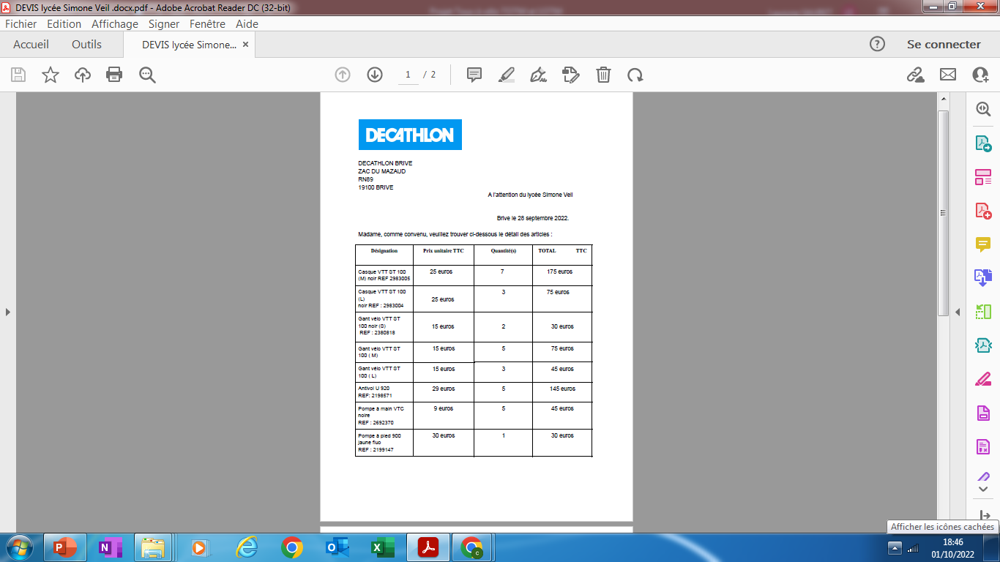 DEVIS lycée Simone Veil .docx.pdf - Adobe Acrobat Reader DC (32-bit)
Fichier Edition Affichage Signer Fenêtre Aide
Accueil Outils DEVIS lycée Simone... × Se connecter
1 / 2
DECATHLON
DECATHLON BRIVE
ZAC DU MAZAUD
RN89
19100 BRIVE
A l'attention du lycée Simone Veil
Brive le 28 septembre 2022.
Madame, comme convenu, veuillez trouver ci-dessous le détail des articles :
Désignation Prix unitaire TTC Quantité(s) TOTAL TTC
Casque VTT ST 100
(M) noir REF 2983005
25 euros 7 175 euros
Casque VTT ST 100
(L)
noir REF : 2983004
25 euros 3 75 euros
Gant vélo VTT ST
100 noir (S)
REF : 2380818
15 euros 2 30 euros
Gant vélo VTT ST
100 ( M)
15 euros 5 75 euros
Gant vélo VTT ST
100 ( L)
15 euros 3 45 euros
Antivol U 920
REF: 2198571
29 euros 5 145 euros
Pompe à main VTC
noire
REF : 2692370
9 euros 5 45 euros
Pompe à pied 900
jaune fluo
REF : 2199147
30 euros 1 30 euros
Afficher les icônes cachées
18:46
01/10/2022